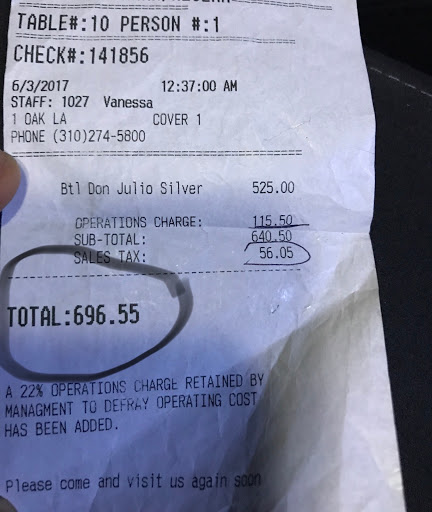 TABLE#:10 PERSON #:1
CHECK#:141856
6/3/2017 12:37:00 AM
STAFF: 1027 Vanessa
1 OAK LA COVER 1
PHONE (310)274-5800
Btl Don Julio Silver 525.00
OPERATIONS CHARGE: 115.50
SUB-TOTAL: 640.50
SALES TAX: 56.05
TOTAL:696.55
A 22% OPERATIONS CHARGE RETAINED BY
MANAGMENT TO DEFRAY OPERATING COST
HAS BEEN ADDED.
Please come and visit us again soon